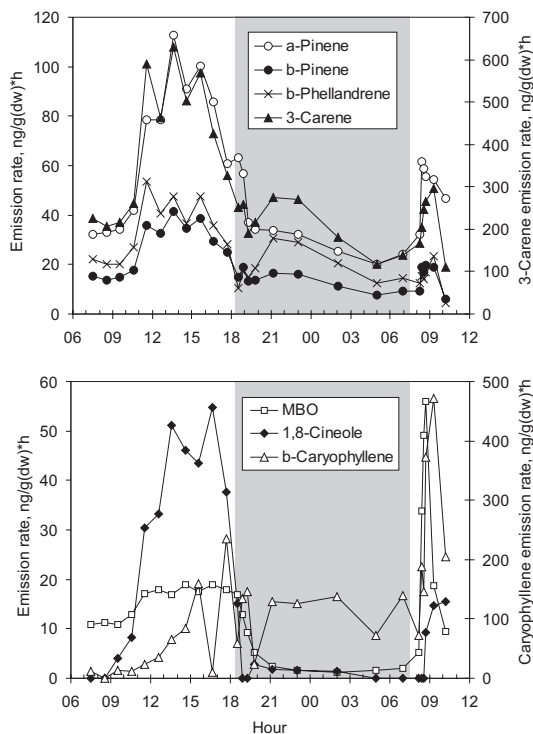 Emission rate, ng/g(dw)*h
120
100
80
60
40
20
0
a-Pinene
b-Pinene
b-Phellandrene
3-Carene
700
600
500
400
300
200
100
0
3-Carene emission rate, ng/g(dw)*h
06 09 12 15 18 21 00 03 06 09 12
Emission rate, ng/g(dw)*h
60
50
40
30
20
10
0
MBO
1,8-Cineole
b-Caryophyllene
500
400
300
200
100
0
Caryophyllene emission rate, ng/g(dw)*h
06 09 12 15 18 21 00 03 06 09 12
Hour